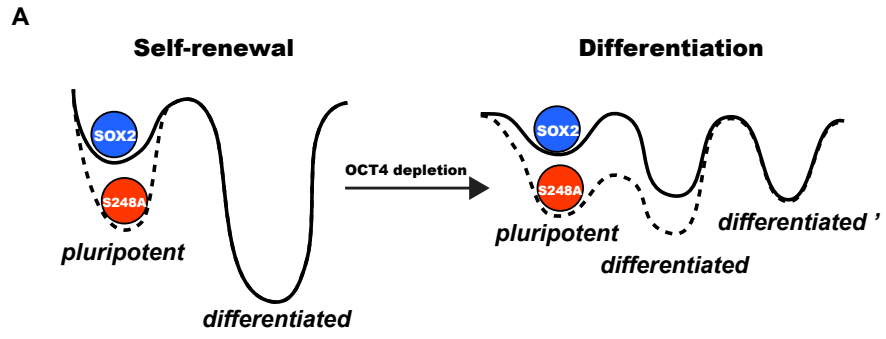 A
Self-renewal
Differentiation
SOX2
SOX2
OCT4 depletion
S248A
S248A
pluripotent
pluripotent
differentiated ’
differentiated
differentiated